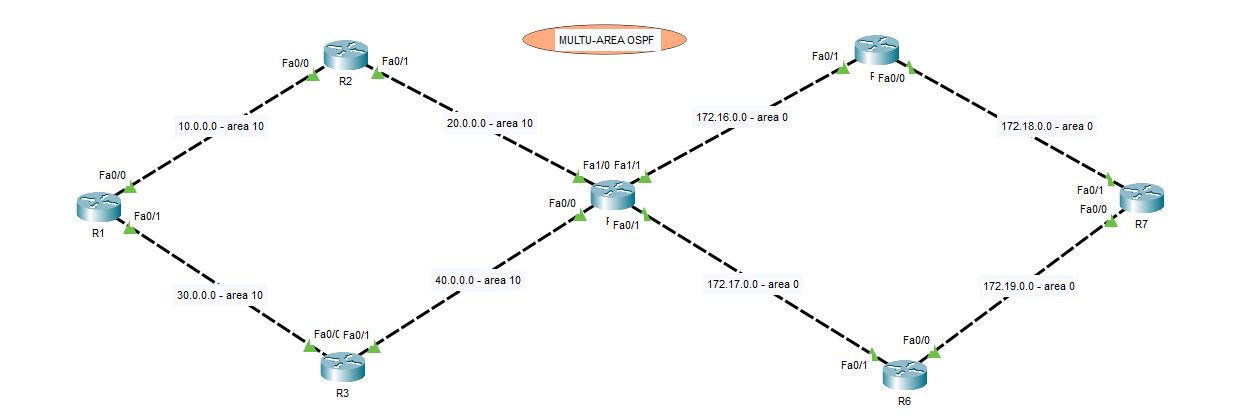 MULTU-AREA OSPF
Fa0/0
R2
Fa0/1
10.0.0.0 - area 10
20.0.0.0 - area 10
Fa0/0
R1
Fa0/1
30.0.0.0 - area 10
40.0.0.0 - area 10
Fa0/0
Fa0/1
R3
Fa1/0
Fa1/1
Fa0/0
Fa0/1
172.16.0.0 - area 0
172.17.0.0 - area 0
Fa0/1
Fa0/0
172.18.0.0 - area 0
Fa0/1
Fa0/0
R7
172.19.0.0 - area 0
Fa0/0
Fa0/1
R6